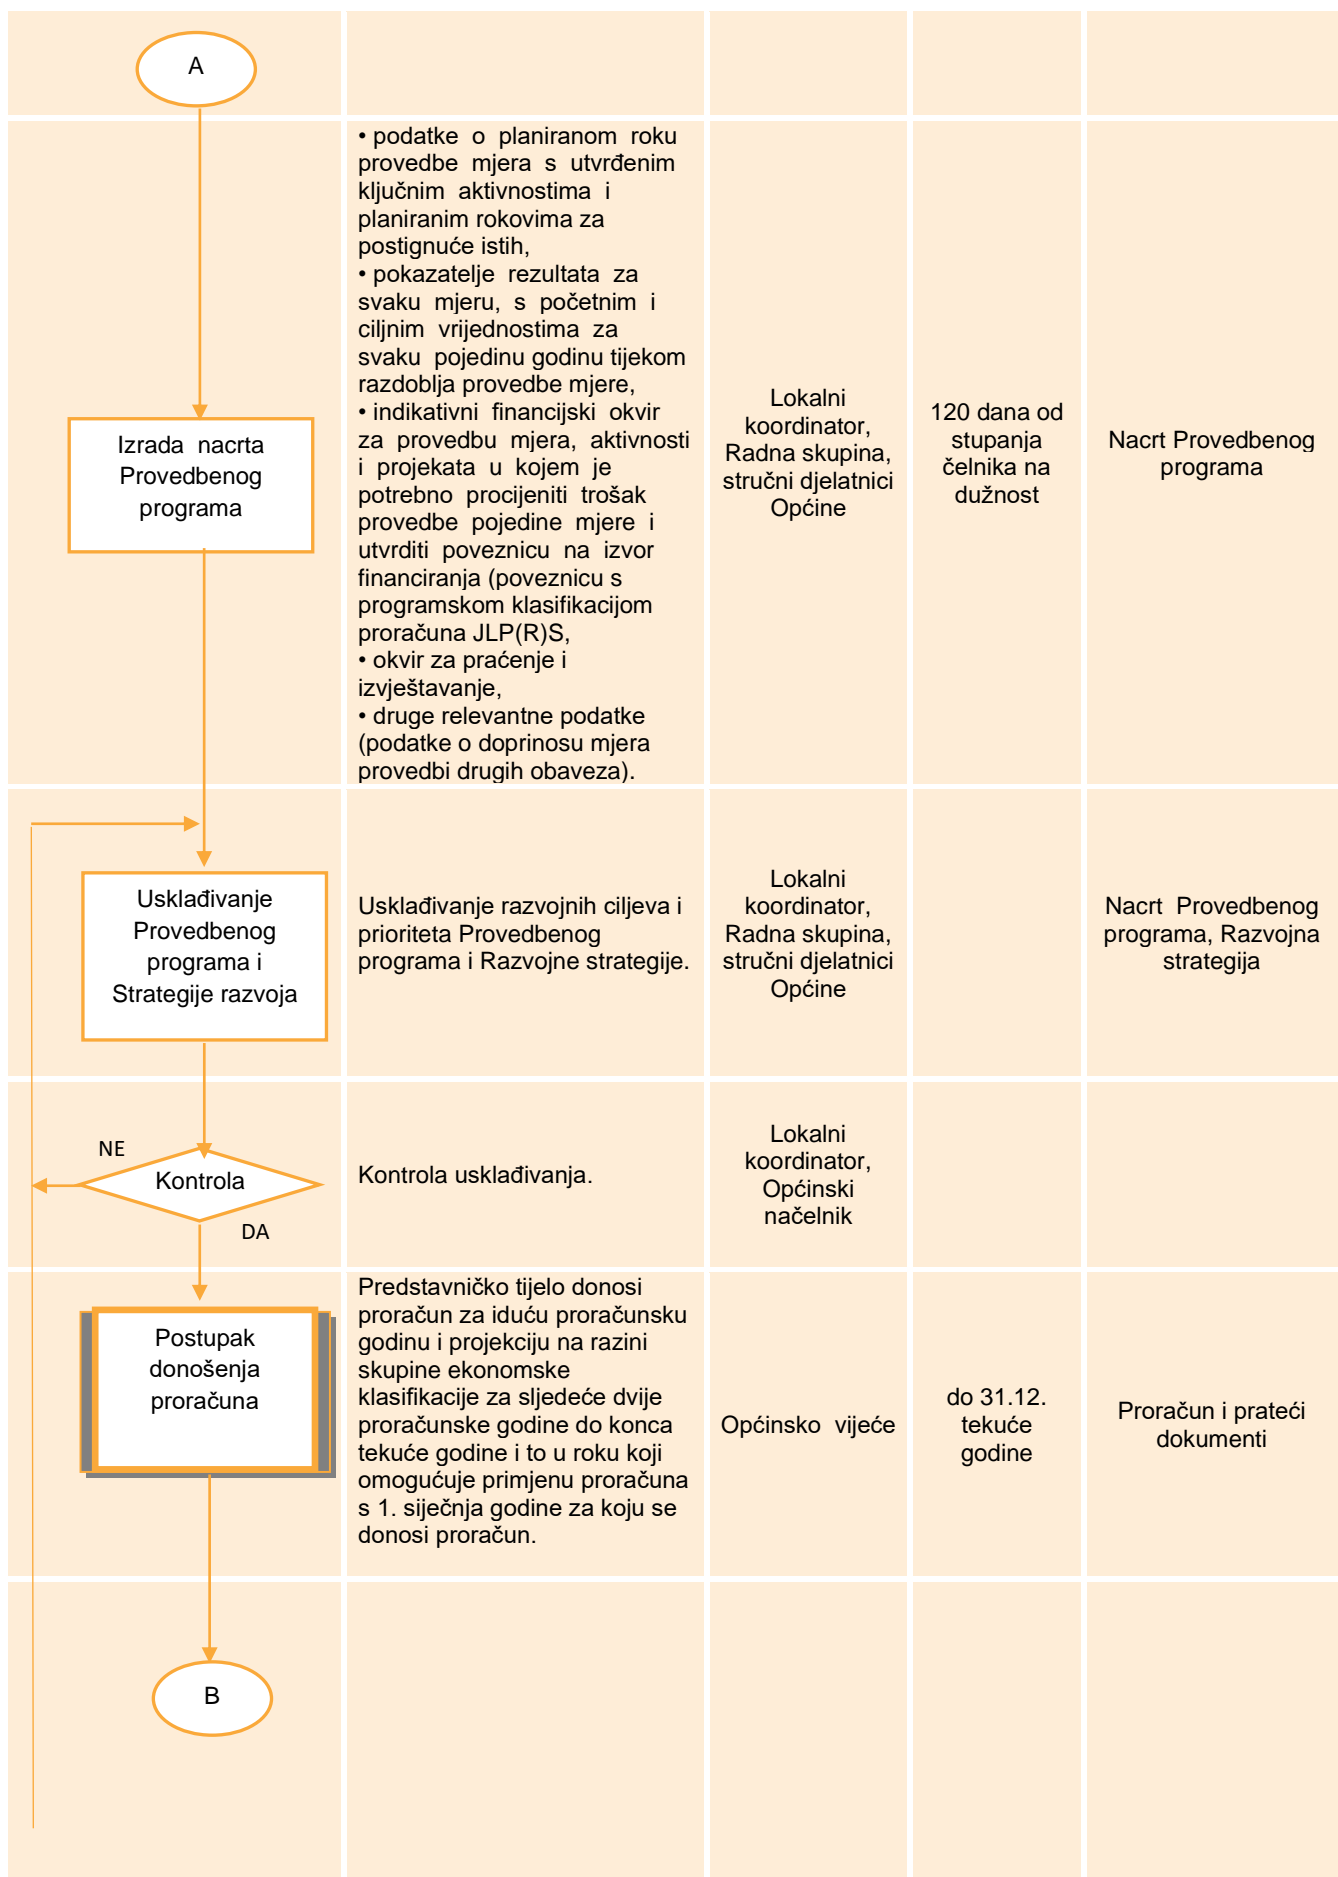 A
• podatke o planiranom roku
provedbe mjera s utvrđenim
ključnim aktivnostima i
planiranim rokovima za
postignuće istih,
• pokazatelje rezultata za
svaku mjeru, s početnim i
ciljnim vrijednostima za
svaku pojedinu godinu tijekom
razdoblja provedbe mjere,
• indikativni financijski okvir
za provedbu mjera, aktivnosti
i projekata u kojem je
potrebno procijeniti trošak
provedbe pojedine mjere i
utvrditi poveznicu na izvor
financiranja (poveznicu s
programskom klasifikacijom
proračuna JLP(R)S,
• okvir za praćenje i
izvještavanje,
• druge relevantne podatke
(podatke o doprinosu mjera
provedbi drugih obaveza).
Izrada nacrta
Provedbenog
programa
Lokalni
koordinator,
Radna skupina,
stručni djelatnici
Općine
120 dana od
stupanja
čelnika na
dužnost
Nacrt Provedbenog
programa
Usklađivanje
Provedbenog
programa i
Strategije razvoja
Usklađivanje razvojnih ciljeva i
prioriteta Provedbenog
programa i Razvojne strategije.
Lokalni
koordinator,
Radna skupina,
stručni djelatnici
Općine
Nacrt Provedbenog
programa, Razvojna
strategija
NE
Kontrola
DA
Kontrola usklađivanja.
Lokalni
koordinator,
Općinski
načelnik
Postupak
donošenja
proračuna
Predstavničko tijelo donosi
proračun za iduću proračunsku
godinu i projekciju na razini
skupine ekonomske
klasifikacije za sljedeće dvije
proračunske godine do konca
tekuće godine i to u roku koji
omogućuje primjenu proračuna
s 1. siječnja godine za koju se
donosi proračun.
Općinsko vijeće
do 31.12.
tekuće
godine
Proračun i prateći
dokumenti
B